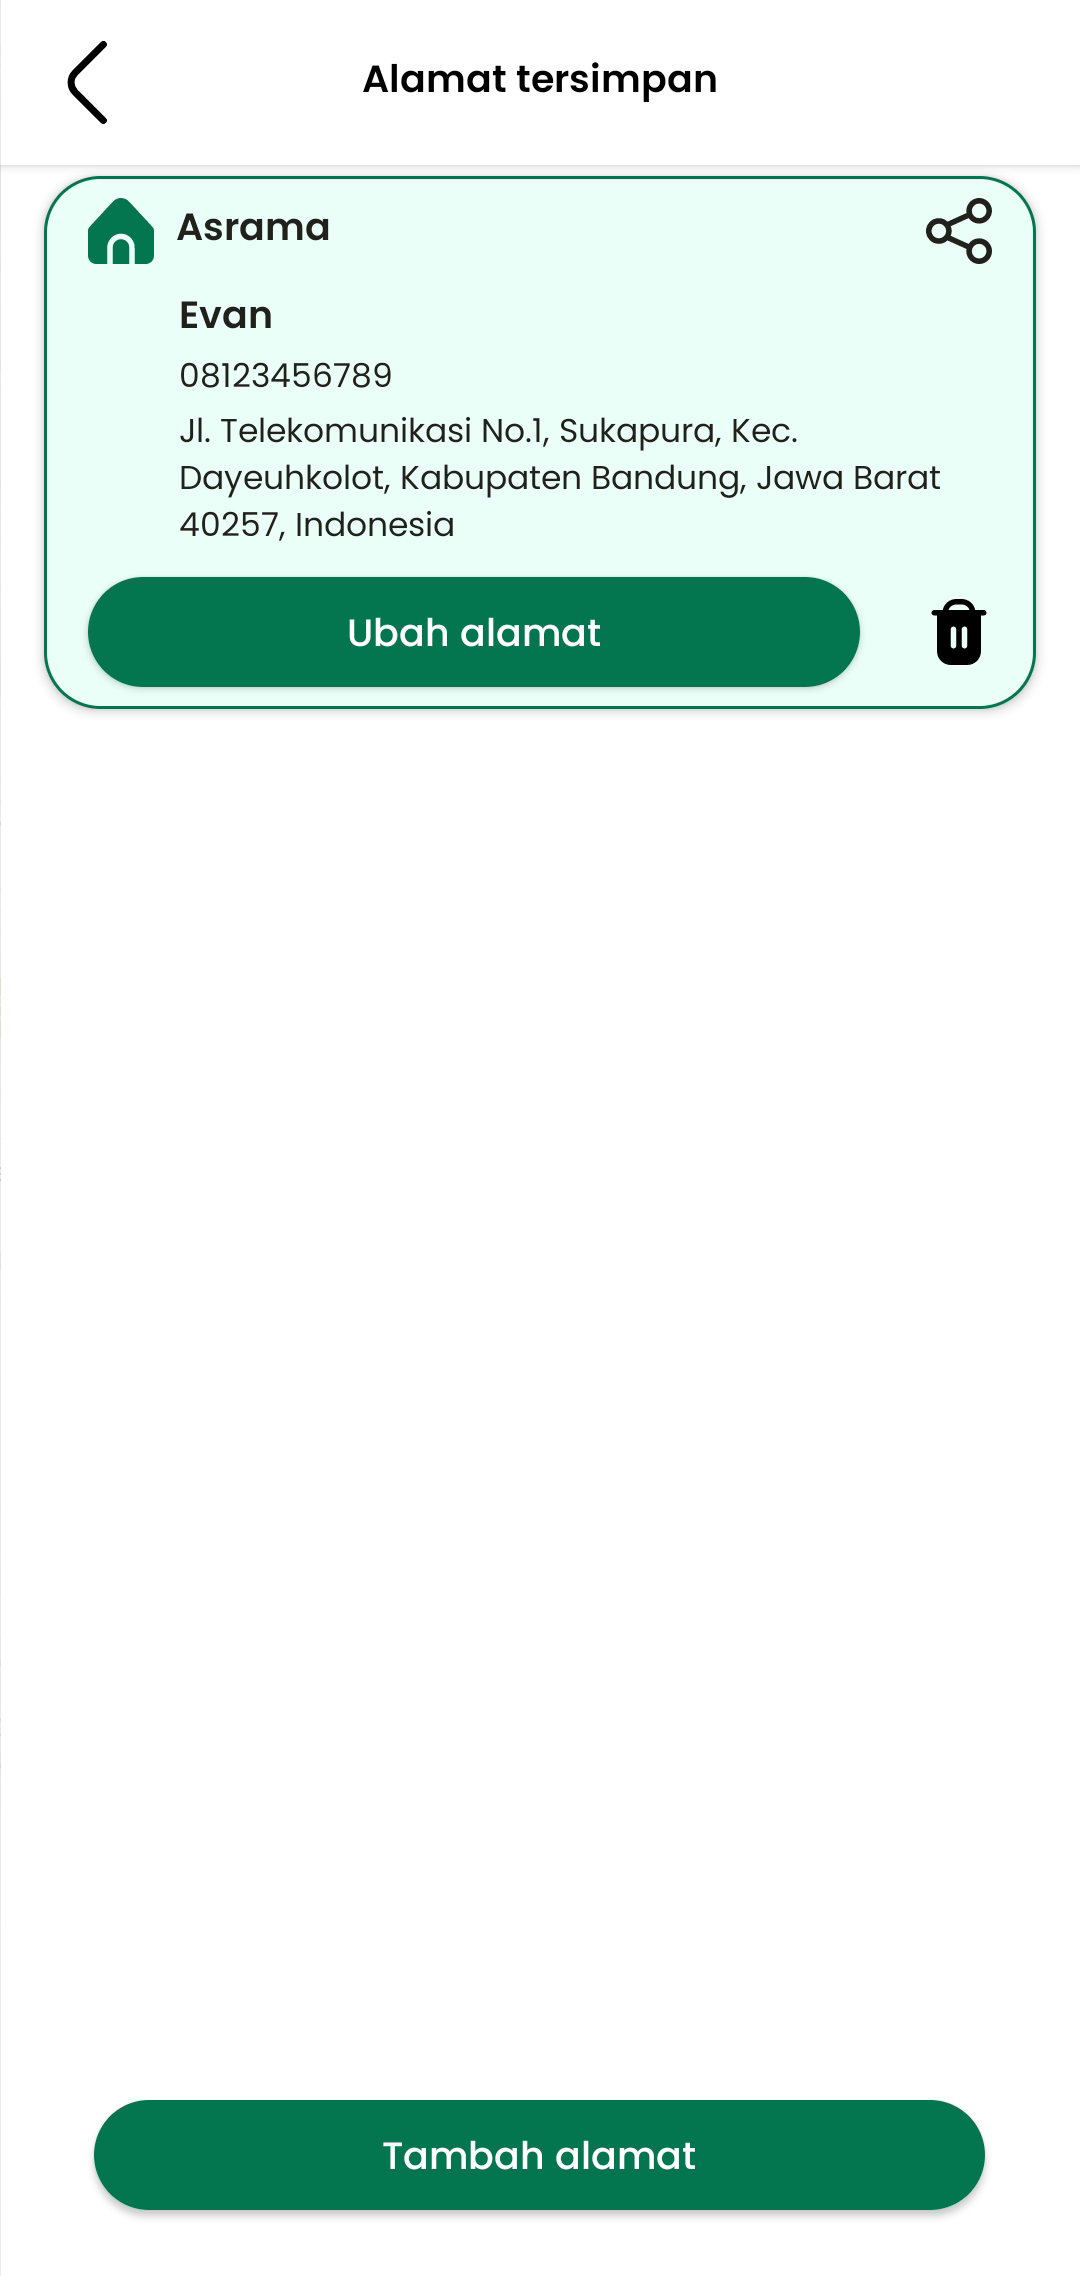 Alamat tersimpan
Asrama
Evan
08123456789
Jl. Telekomunikasi No.1, Sukapura, Kec.
Dayeuhkolot, Kabupaten Bandung, Jawa Barat
40257, Indonesia
Ubah alamat
Tambah alamat